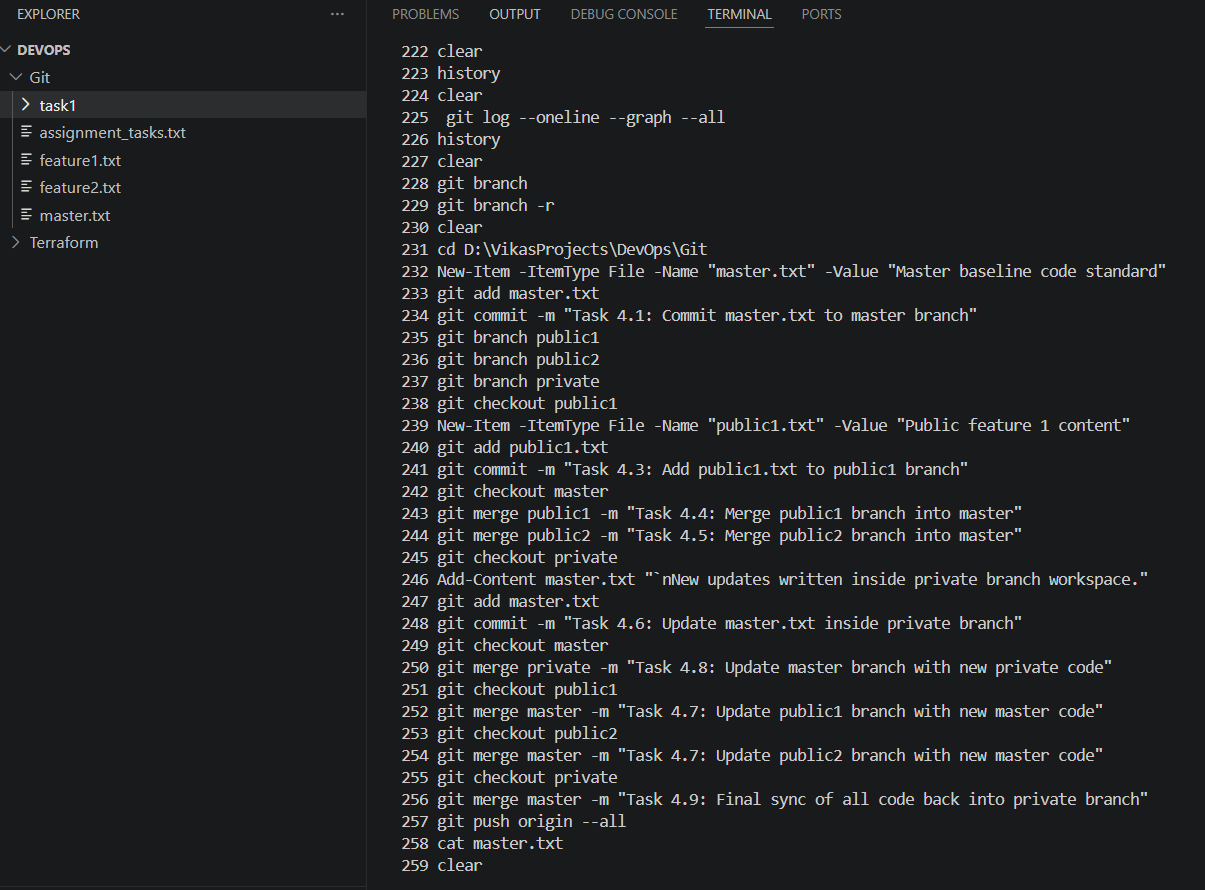 EXPLORER
DEVOPS
Git
task1
assignment_tasks.txt
feature1.txt
feature2.txt
master.txt
Terraform
PROBLEMS OUTPUT DEBUG CONSOLE TERMINAL PORTS
222 clear
223 history
224 clear
225  git log --oneline --graph --all
226 history
227 clear
228 git branch
229 git branch -r
230 clear
231 cd D:\VikasProjects\DevOps\Git
232 New-Item -ItemType File -Name "master.txt" -Value "Master baseline code standard"
233 git add master.txt
234 git commit -m "Task 4.1: Commit master.txt to master branch"
235 git branch public1
236 git branch public2
237 git branch private
238 git checkout public1
239 New-Item -ItemType File -Name "public1.txt" -Value "Public feature 1 content"
240 git add public1.txt
241 git commit -m "Task 4.3: Add public1.txt to public1 branch"
242 git checkout master
243 git merge public1 -m "Task 4.4: Merge public1 branch into master"
244 git merge public2 -m "Task 4.5: Merge public2 branch into master"
245 git checkout private
246 Add-Content master.txt "`nNew updates written inside private branch workspace."
247 git add master.txt
248 git commit -m "Task 4.6: Update master.txt inside private branch"
249 git checkout master
250 git merge private -m "Task 4.8: Update master branch with new private code"
251 git checkout public1
252 git merge master -m "Task 4.7: Update public1 branch with new master code"
253 git checkout public2
254 git merge master -m "Task 4.7: Update public2 branch with new master code"
255 git checkout private
256 git merge master -m "Task 4.9: Final sync of all code back into private branch"
257 git push origin --all
258 cat master.txt
259 clear